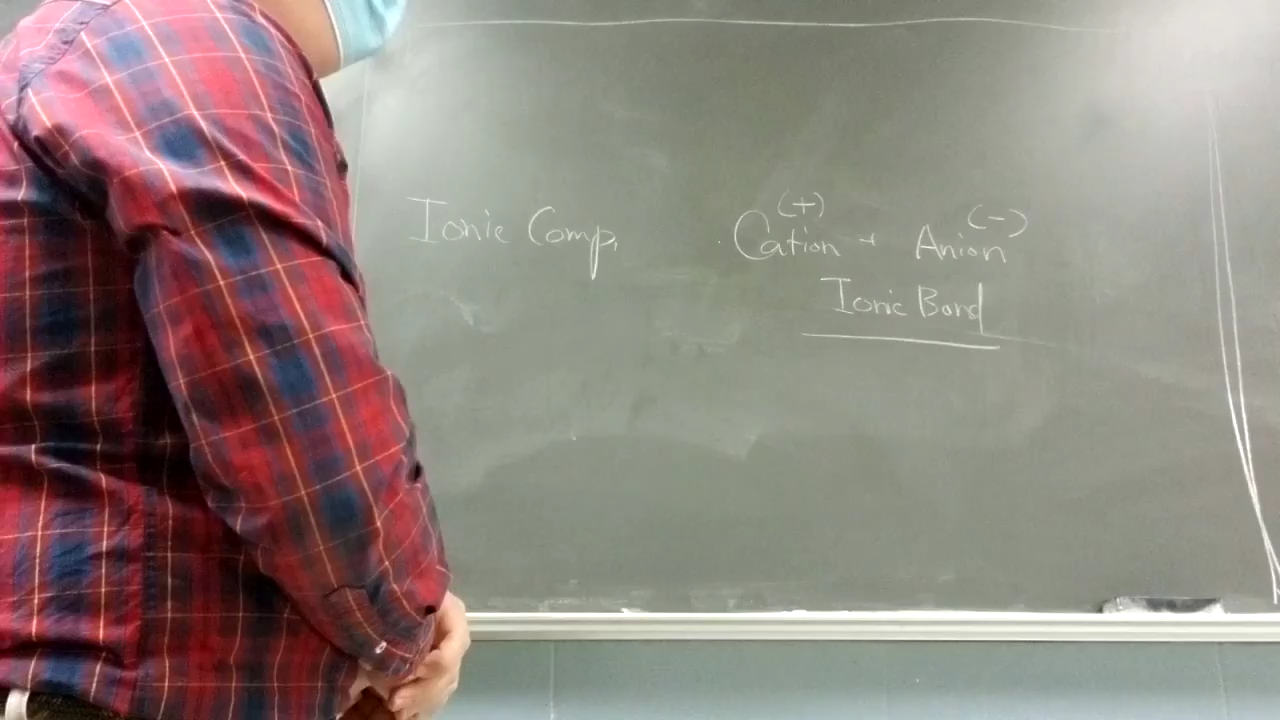 Ionic Comp.
(+) (-)
Cation + Anion
Ionic Bond